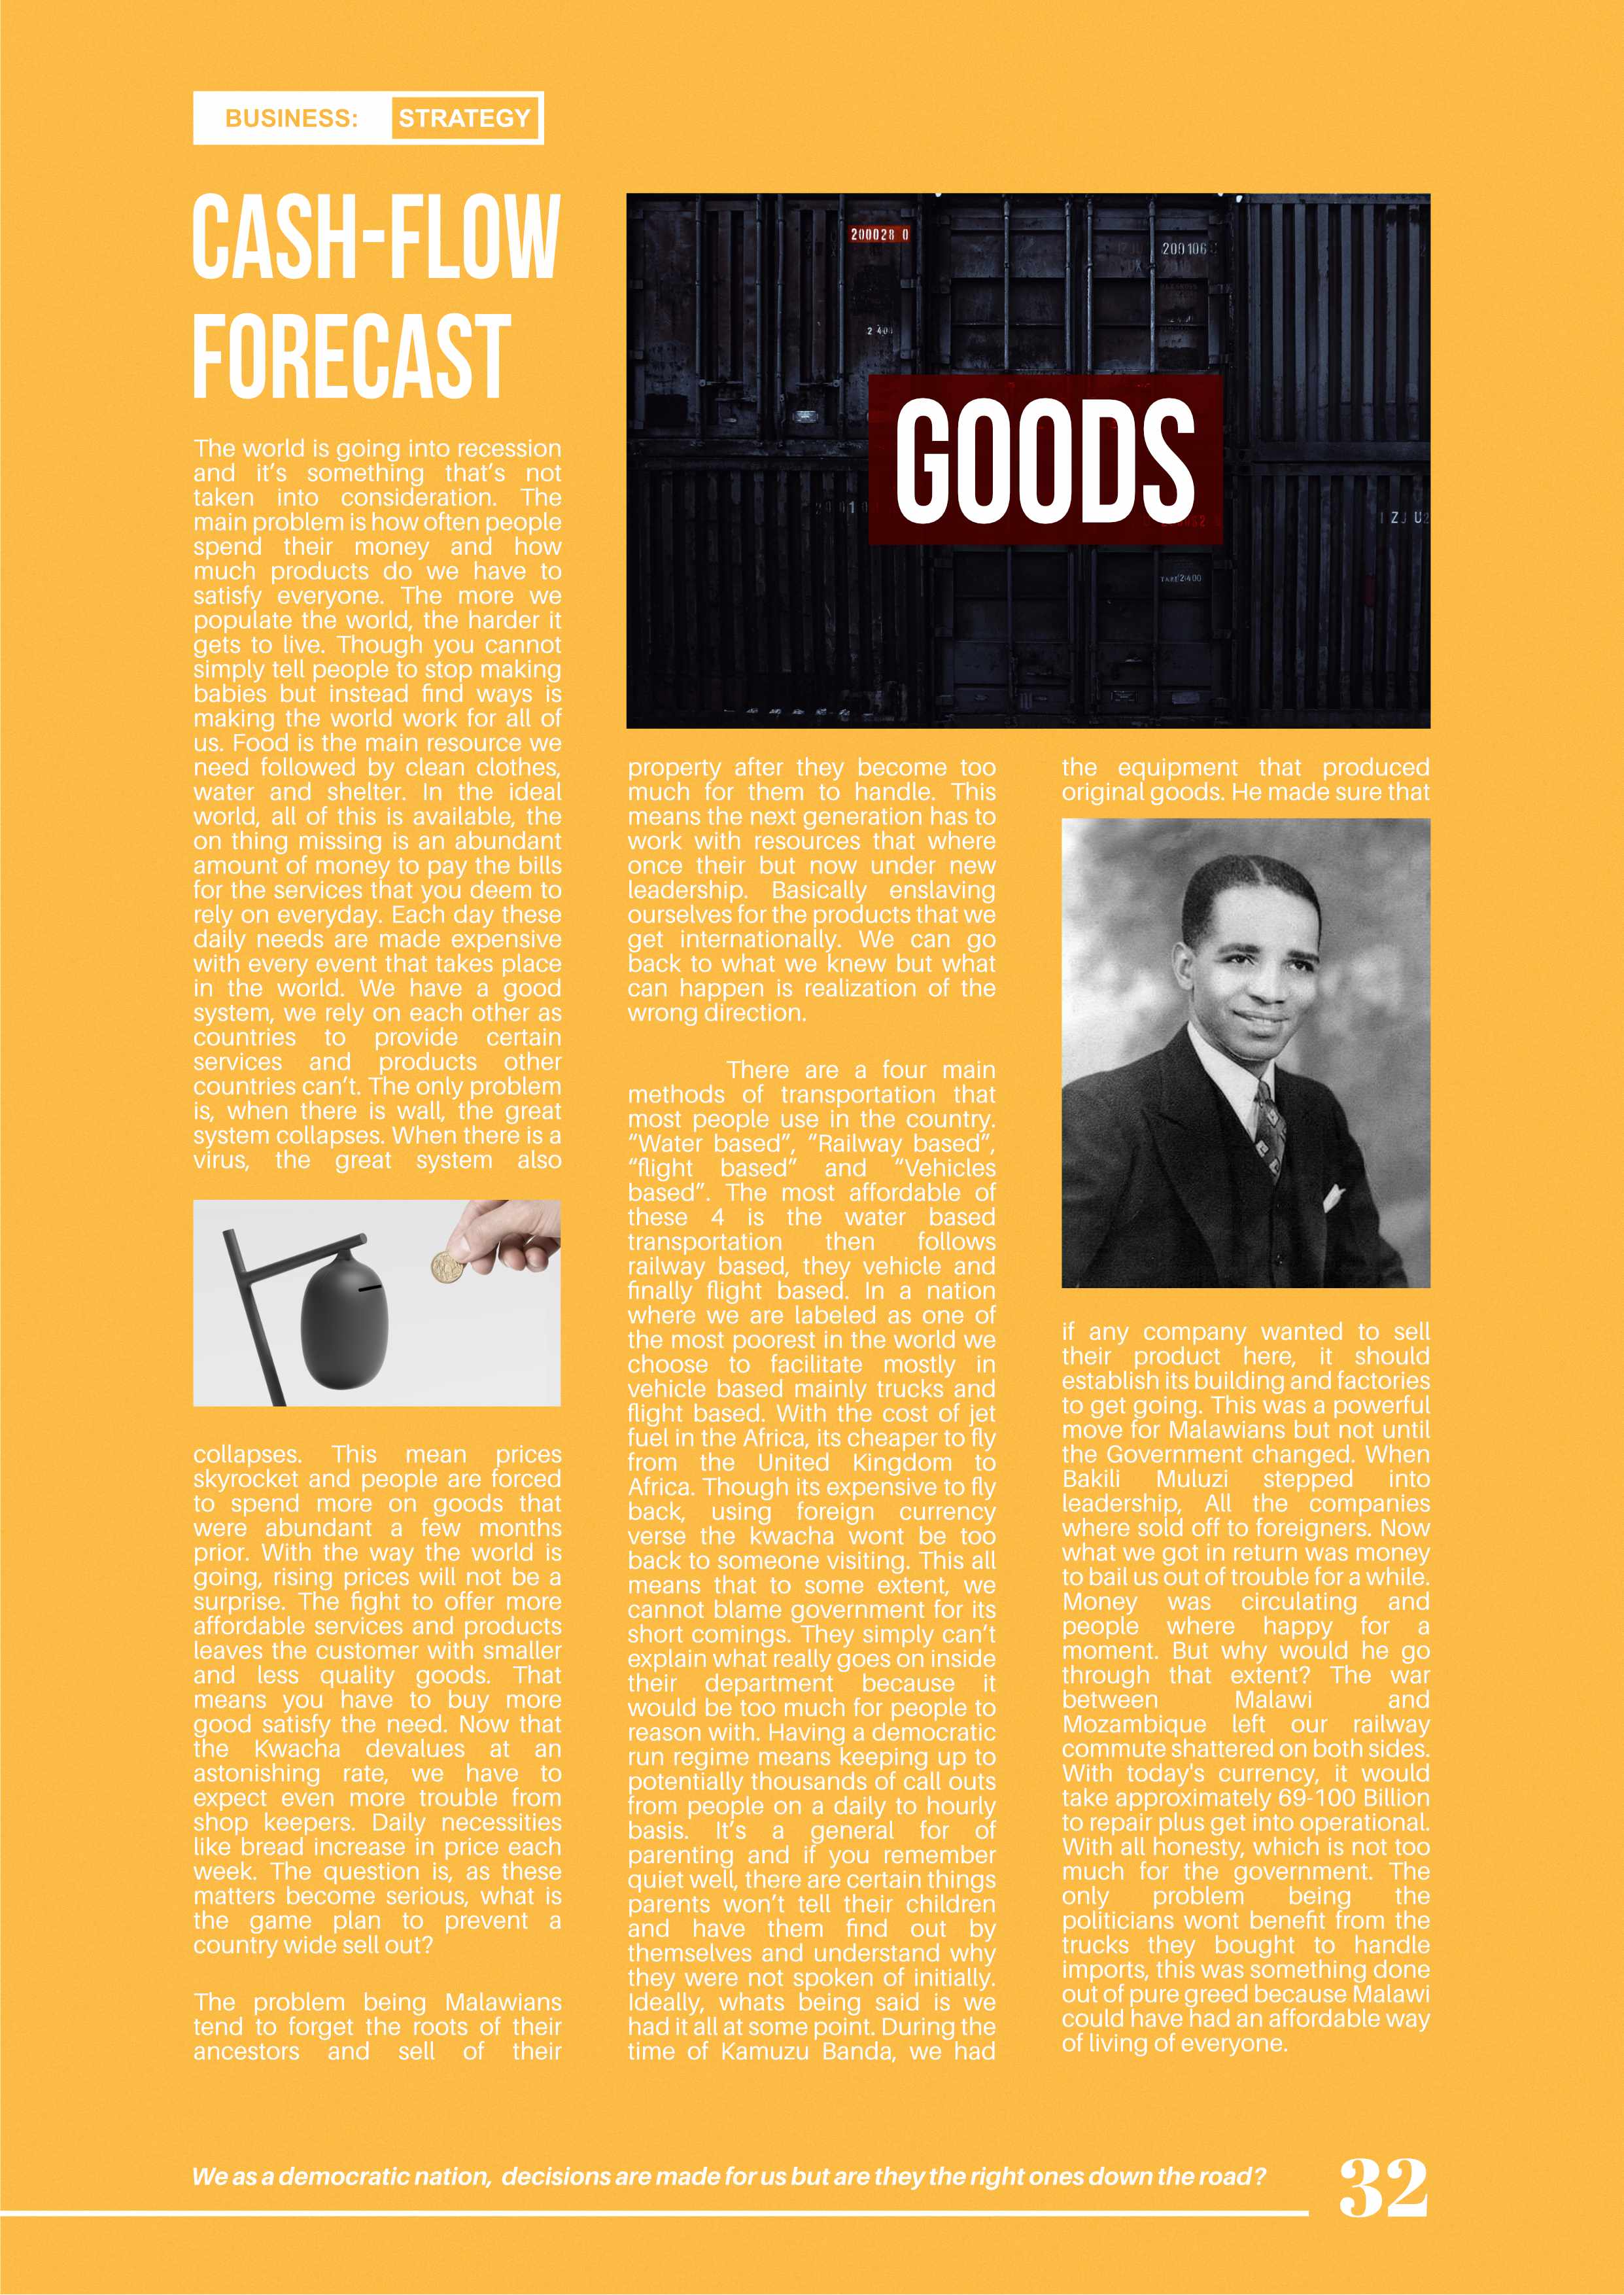 BUSINESS: STRATEGY
CASH-FLOW
FORECAST
The world is going into recession
and it's something that's not
taken into consideration. The
main problem is how often people
spend their money and how
much products do we have to
satisfy everyone. The more we
populate the world, the harder it
gets to live. Though you cannot
simply tell people to stop making
babies but instead find ways is
making the world work for all of
us. Food is the main resource we
need followed by clean clothes,
water and shelter. In the ideal
world, all of this is available, the
on thing missing is an abundant
amount of money to pay the bills
for the services that you deem to
rely on everyday. Each day these
daily needs are made expensive
with every event that takes place
in the world. We have a good
system, we rely on each other as
countries to provide certain
services and products other
countries can't. The only problem
is, when there is wall, the great
system collapses. When there is a
virus, the great system also
collapses. This mean prices
skyrocket and people are forced
to spend more on goods that
were abundant a few months
prior. With the way the world is
going, rising prices will not be a
surprise. The fight to offer more
affordable services and products
leaves the customer with smaller
and less quality goods. That
means you have to buy more
good satisfy the need. Now that
the Kwacha devalues at an
astonishing rate, we have to
expect even more trouble from
shop keepers. Daily necessities
like bread increase in price each
week. The question is, as these
matters become serious, what is
the game plan to prevent a
country wide sell out?
The problem being Malawians
tend to forget the roots of their
ancestors and sell of their
200028 0
200106
2 40
GOODS
ZJ U2
TARE 2400
property after they become too
much for them to handle. This
means the next generation has to
work with resources that where
once their but now under new
leadership. Basically enslaving
ourselves for the products that we
get internationally. We can go
back to what we knew but what
can happen is realization of the
wrong direction.
There are a four main
methods of transportation that
most people use in the country.
"Water based", "Railway based",
"flight based" and "Vehicles
based". The most affordable of
these 4 is the water based
transportation then follows
railway based, they vehicle and
finally flight based. In a nation
where we are labeled as one of
the most poorest in the world we
choose to facilitate mostly in
vehicle based mainly trucks and
flight based. With the cost of jet
fuel in the Africa, its cheaper to fly
from the United Kingdom to
Africa. Though its expensive to fly
back, using foreign currency
verse the kwacha wont be too
back to someone visiting. This all
means that to some extent, we
cannot blame government for its
short comings. They simply can't
explain what really goes on inside
their department because it
would be too much for people to
reason with. Having a democratic
run regime means keeping up to
potentially thousands of call outs
from people on a daily to hourly
basis. It's a general for of
parenting and if you remember
quiet well, there are certain things
parents won't tell their children
and have them find out by
themselves and understand why
they were not spoken of initially.
Ideally, whats being said is we
had it all at some point. During the
time of Kamuzu Banda, we had
the equipment that produced
original goods. He made sure that
if any company wanted to sell
their product here, it should
establish its building and factories
to get going. This was a powerful
move for Malawians but not until
the Government changed. When
Bakili Muluzi stepped into
leadership, All the companies
where sold off to foreigners. Now
what we got in return was money
to bail us out of trouble for a while.
Money was circulating and
people where happy for a
moment. But why would he go
through that extent? The war
between Malawi and
Mozambique left our railway
commute shattered on both sides.
With today's currency, it would
take approximately 69-100 Billion
to repair plus get into operational.
With all honesty, which is not too
much for the government. The
only problem being the
politicians wont benefit from the
trucks they bought to handle
imports, this was something done
out of pure greed because Malawi
could have had an affordable way
of living of everyone.
We as a democratic nation, decisions are made for us but are they the right ones down the road?
32